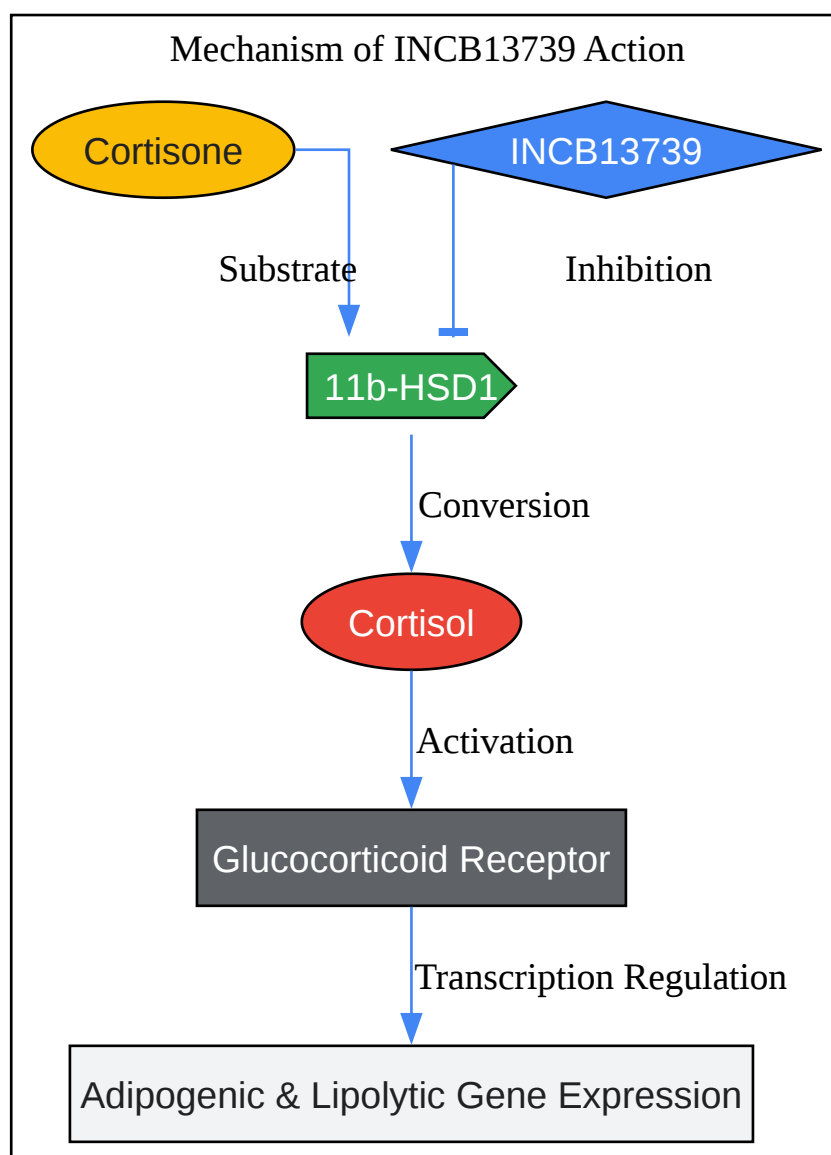 Mechanism of INCB13739 Action
Cortisone
INCB13739
Substrate
Inhibition
11b-HSD1
Conversion
Cortisol
Activation
Glucocorticoid Receptor
Transcription Regulation
Adipogenic & Lipolytic Gene Expression